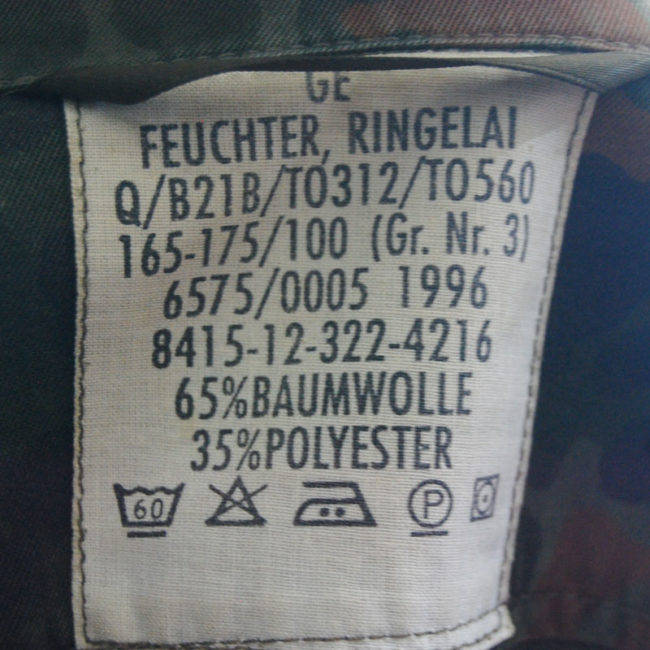 GE
FEUCHTER, RINGELAI
Q/B21B/TO312/TO560
165-175/100 (Gr. Nr. 3)
6575/0005 1996
8415-12-322-4216
65%BAUMWOLLE
35%POLYESTER
60 P